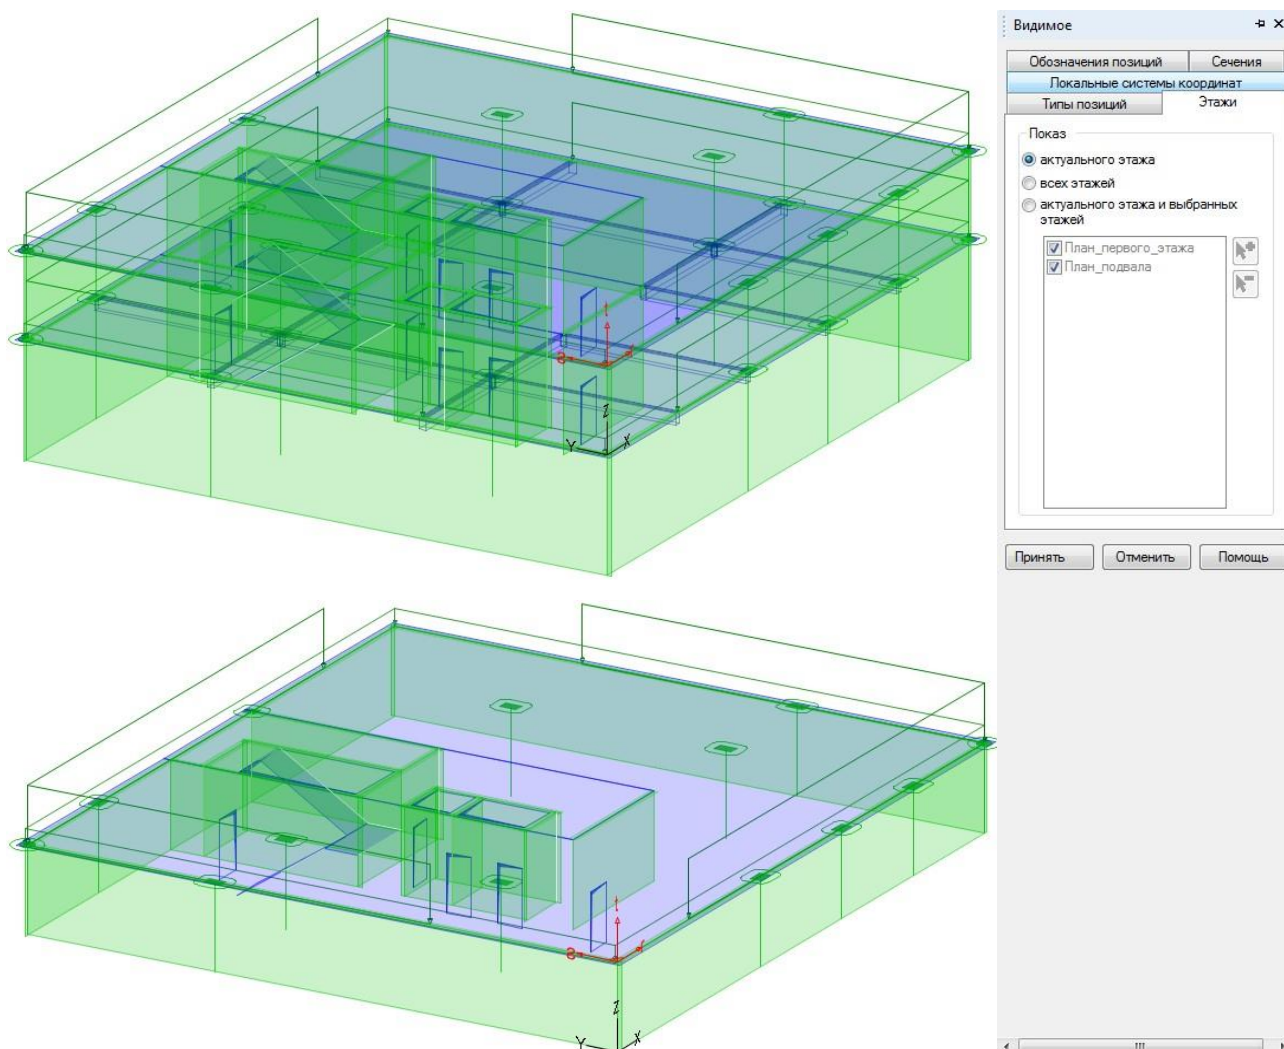 Видимое
Обозначения позиций
Сечения
Локальные системы координат
Типы позиций
Этажи
Показ
актуального этажа
всех этажей
актуального этажа и выбранных
этажей
План_первого_этажа
План_подвала
Принять
Отменить
Помощь
t
s
r
Z
Y
X
t
s
r
Z
Y
X